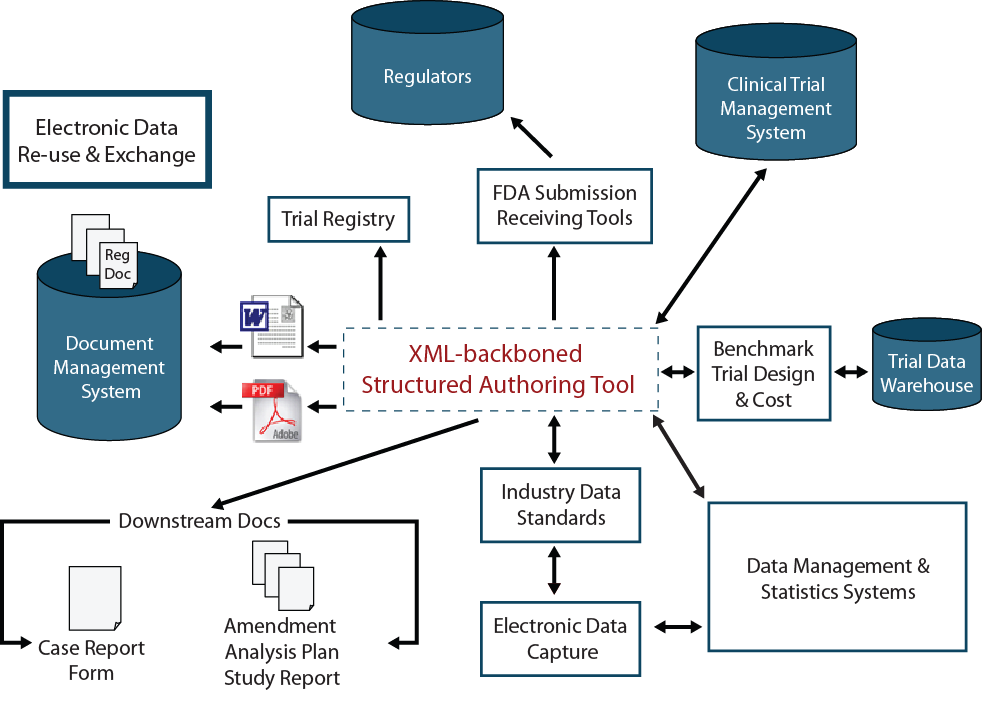 Regulators
Clinical Trial
Management
System
Electronic Data
Re-use & Exchange
FDA Submission
Receiving Tools
Trial Registry
Reg
Doc
W
Document
Management
System
XML-backboned
Structured Authoring Tool
Benchmark
Trial Design
& Cost
Trial Data
Warehouse
PDF
Adobe
Industry Data
Standards
Downstream Docs
Data Management &
Statistics Systems
Electronic Data
Capture
Case Report
Form
Amendment
Analysis Plan
Study Report